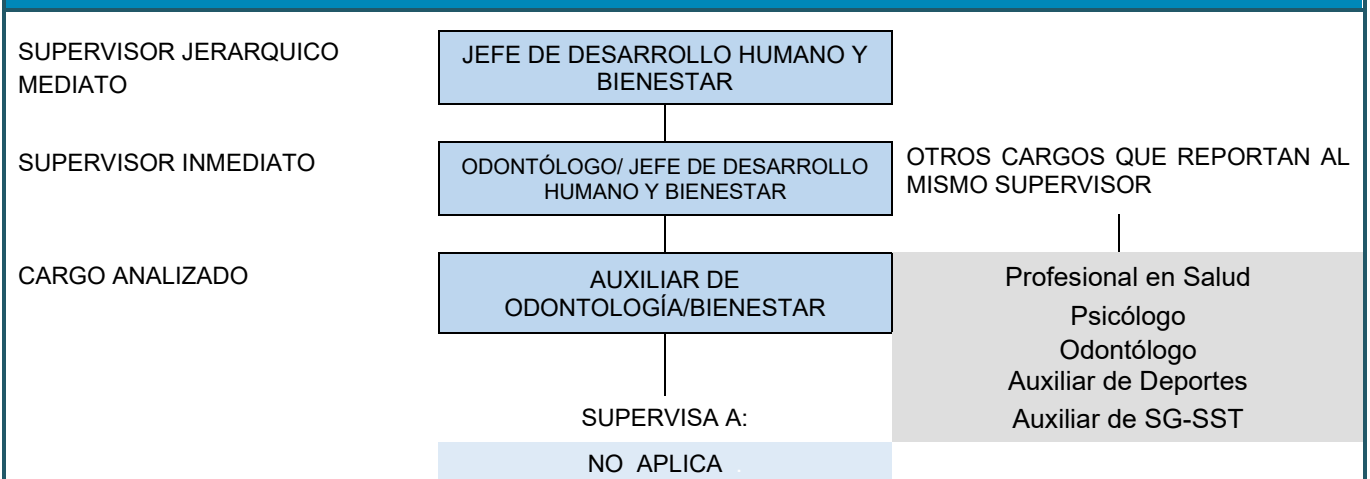 SUPERVISOR JERARQUICO
MEDIATO
JEFE DE DESARROLLO HUMANO Y
BIENESTAR
SUPERVISOR INMEDIATO
ODONTÓLOGO/ JEFE DE DESARROLLO
HUMANO Y BIENESTAR
OTROS CARGOS QUE REPORTAN AL
MISMO SUPERVISOR
CARGO ANALIZADO
AUXILIAR DE
ODONTOLOGÍA/BIENESTAR
Profesional en Salud
Psicólogo
Odontólogo
Auxiliar de Deportes
Auxiliar de SG-SST
SUPERVISA A:
NO APLICA